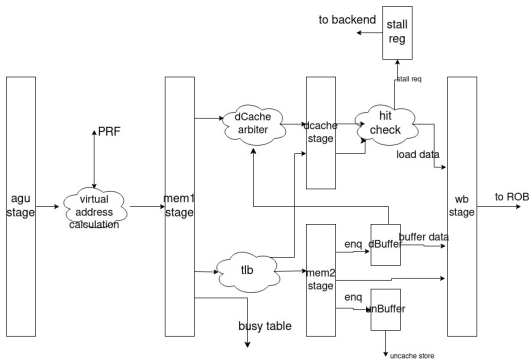 to backend
stall
reg
stall req
PRF
dCache
arbiter
dcache
stage
hit
check
load data
agu
stage
virtual
address
calculation
mem1
stage
wb
stage
to ROB
tlb
mem2
stage
enq
dBuffer
buffer data
enq
unBuffer
busy table
uncache store